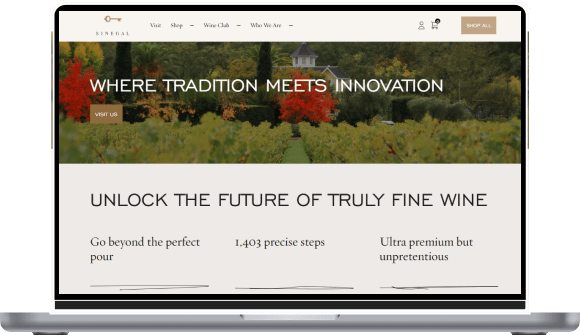 SINEGAL
Visit Shop Wine Club Who We Are
SHOP ALL
WHERE TRADITION MEETS INNOVATION
VISIT US
UNLOCK THE FUTURE OF TRULY FINE WINE
Go beyond the perfect
pour
1,403 precise steps
Ultra premium but
unpretentious